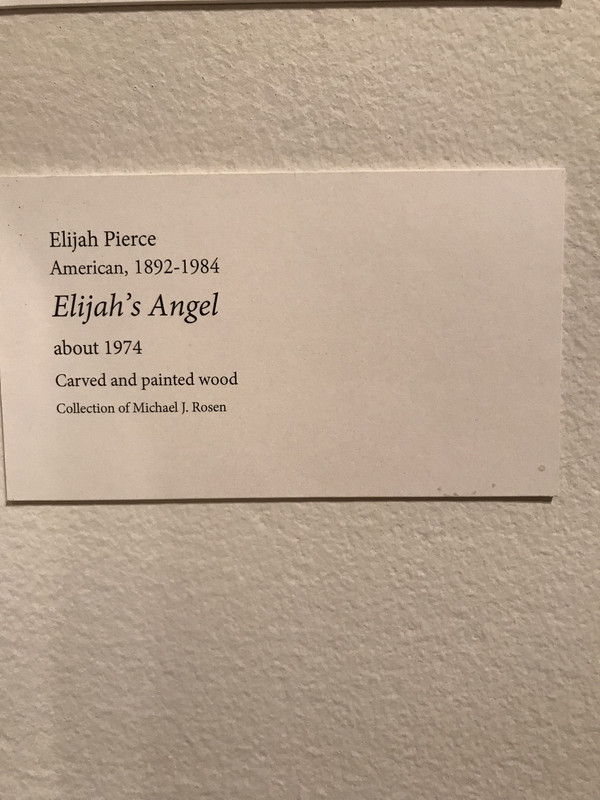 Elijah Pierce
American, 1892-1984
Elijah’s Angel
about 1974
Carved and painted wood
Collection of Michael J. Rosen